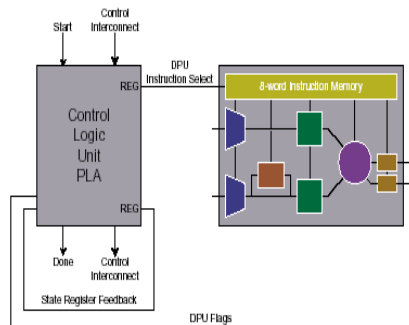 Control
Start
Interconnect
DPU
Instruction Select
REG
8-word Instruction Memory
Control
Logic
Unit
PLA
REG
Done
Control
Interconnect
State Register Feedback
DPU Flags